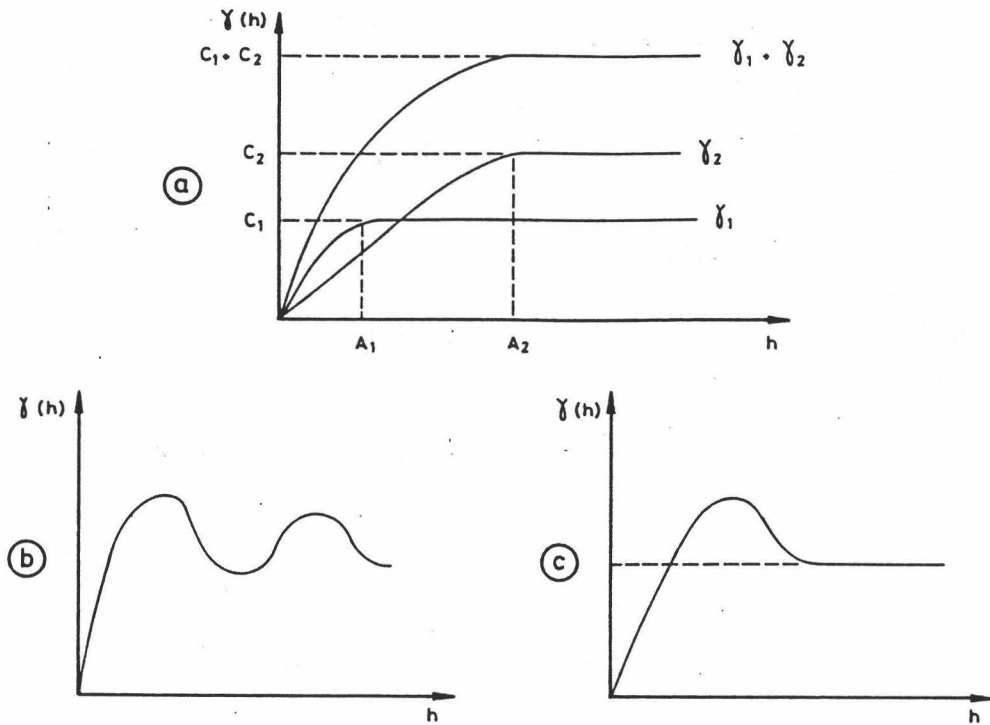 γ (h)
C₁ + C₂
γ₁ + γ₂
C₂
γ₂
a
C₁
γ₁
A₁
A₂
h
γ (h)
γ (h)
b
c
h
h